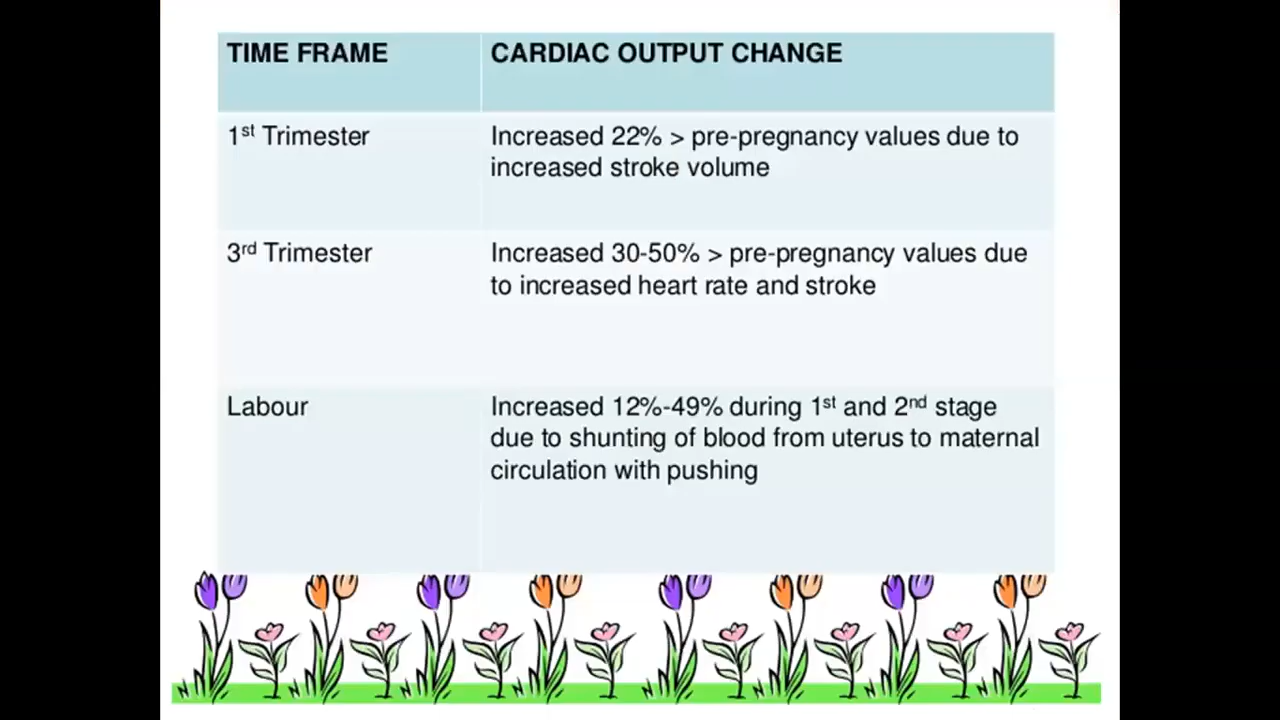 TIME FRAME
CARDIAC OUTPUT CHANGE
1st Trimester
Increased 22% > pre-pregnancy values due to
increased stroke volume
3rd Trimester
Increased 30-50% > pre-pregnancy values due
to increased heart rate and stroke
Labour
Increased 12%-49% during 1st and 2nd stage
due to shunting of blood from uterus to maternal
circulation with pushing